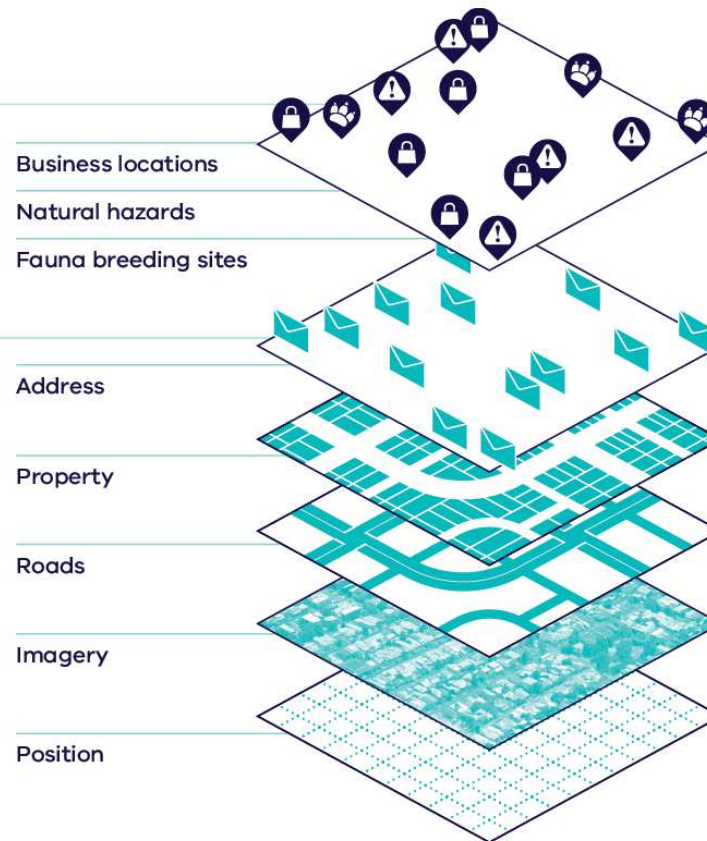 Business locations
Natural hazards
Fauna breeding sites
Address
Property
Roads
Imagery
Position